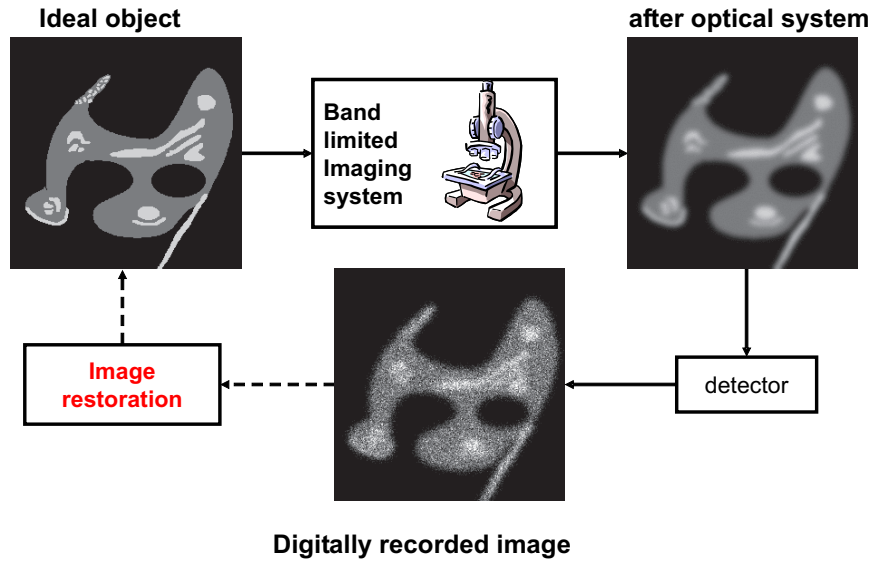 Ideal object
after optical system
Band
limited
Imaging
system
Image
restoration
detector
Digitally recorded image